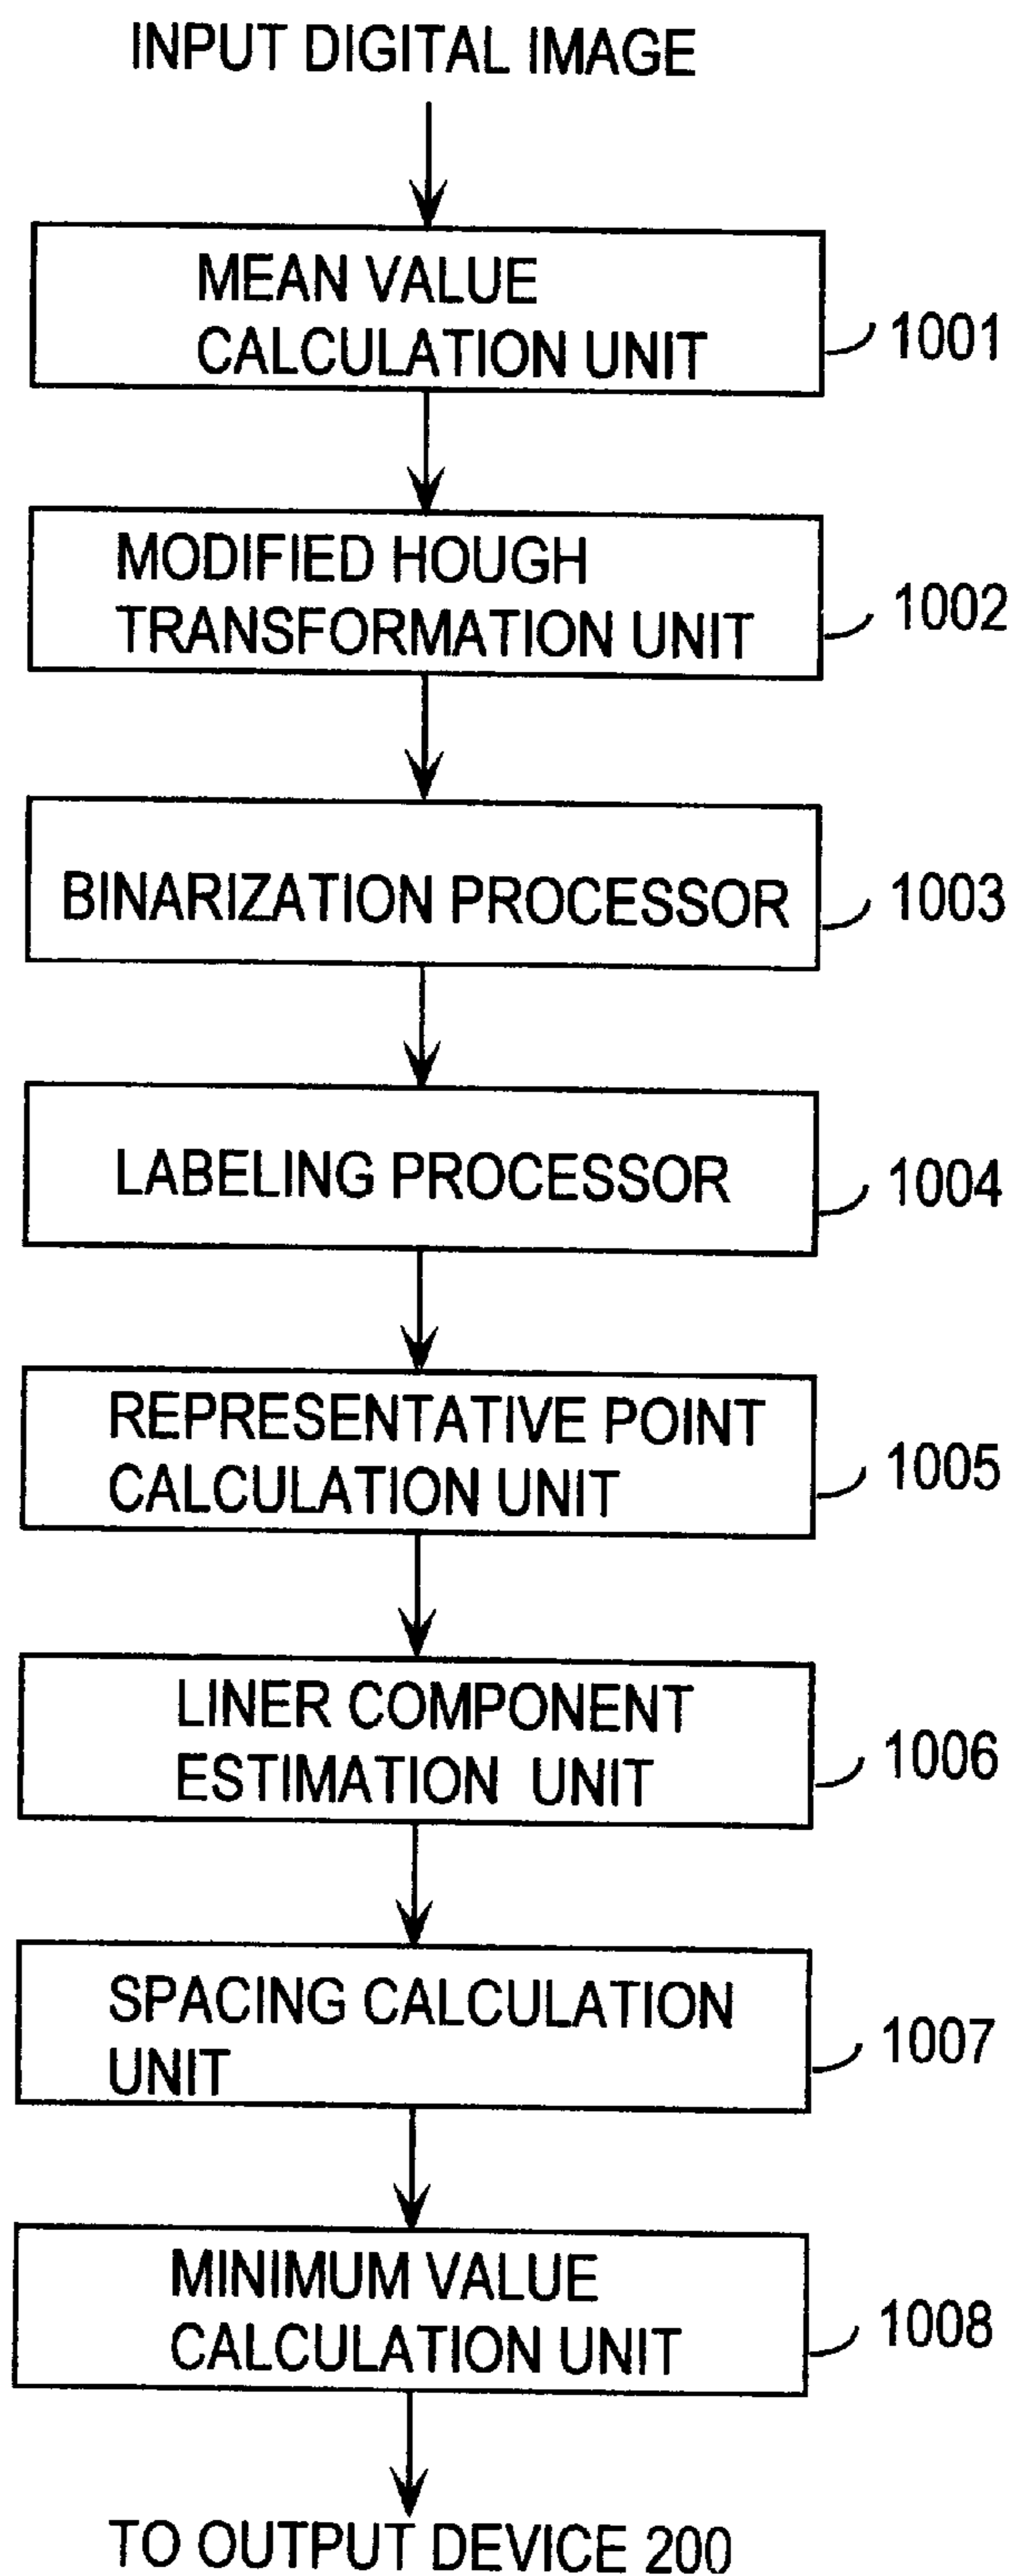 INPUT DIGITAL IMAGE
MEAN VALUE
CALCULATION UNIT
1001
MODIFIED HOUGH
TRANSFORMATION UNIT
1002
BINARIZATION PROCESSOR
1003
LABELING PROCESSOR
1004
REPRESENTATIVE POINT
CALCULATION UNIT
1005
LINER COMPONENT
ESTIMATION UNIT
1006
SPACING CALCULATION
UNIT
1007
MINIMUM VALUE
CALCULATION UNIT
1008
TO OUTPUT DEVICE 200